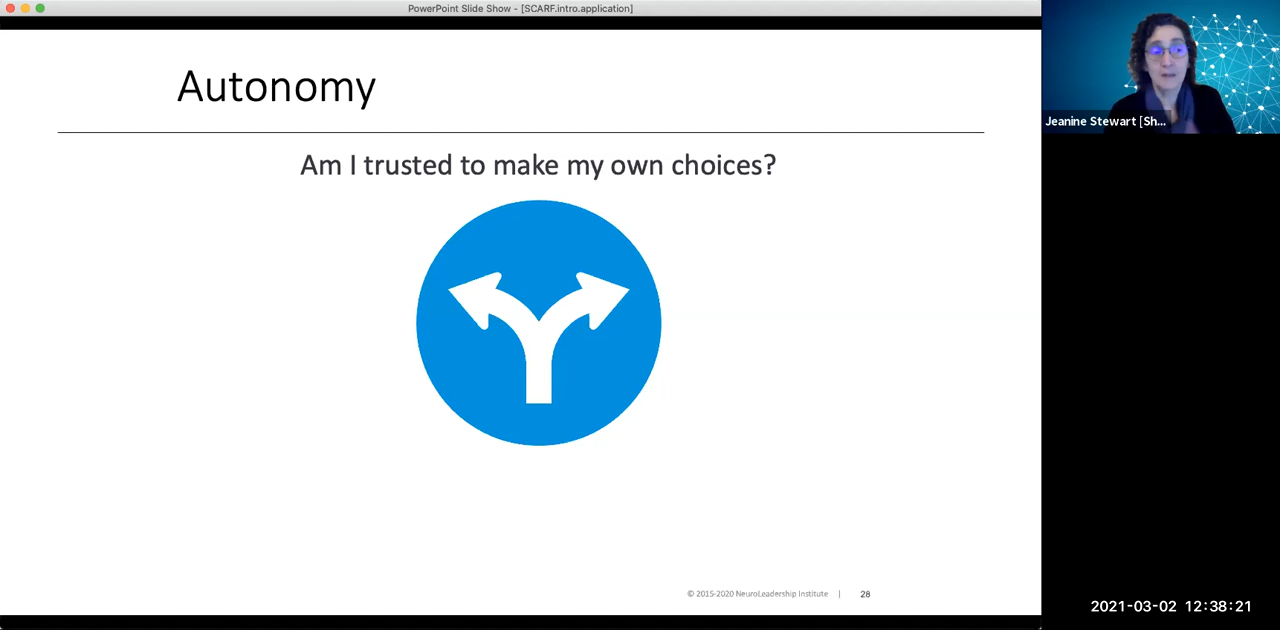 PowerPoint Slide Show - [SCARF.intro.application]
Autonomy
Am I trusted to make my own choices?
© 2015-2020 NeuroLeadership Institute | 28
Jeanine Stewart [Sh...
2021-03-02 12:38:21